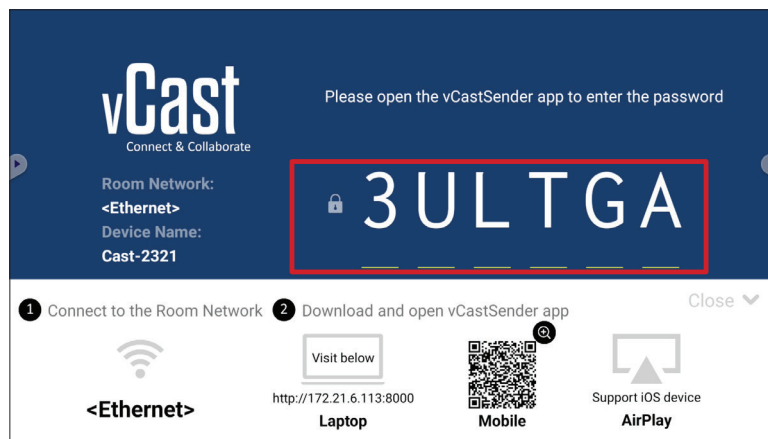 vCast
Connect & Collaborate
Please open the vCastSender app to enter the password
Room Network:
<Ethernet>
Device Name:
Cast-2321
3ULTGA
1 Connect to the Room Network
2 Download and open vCastSender app
Close
<Ethernet>
Visit below
http://172.21.6.113:8000
Laptop
Mobile
Support iOS device
AirPlay